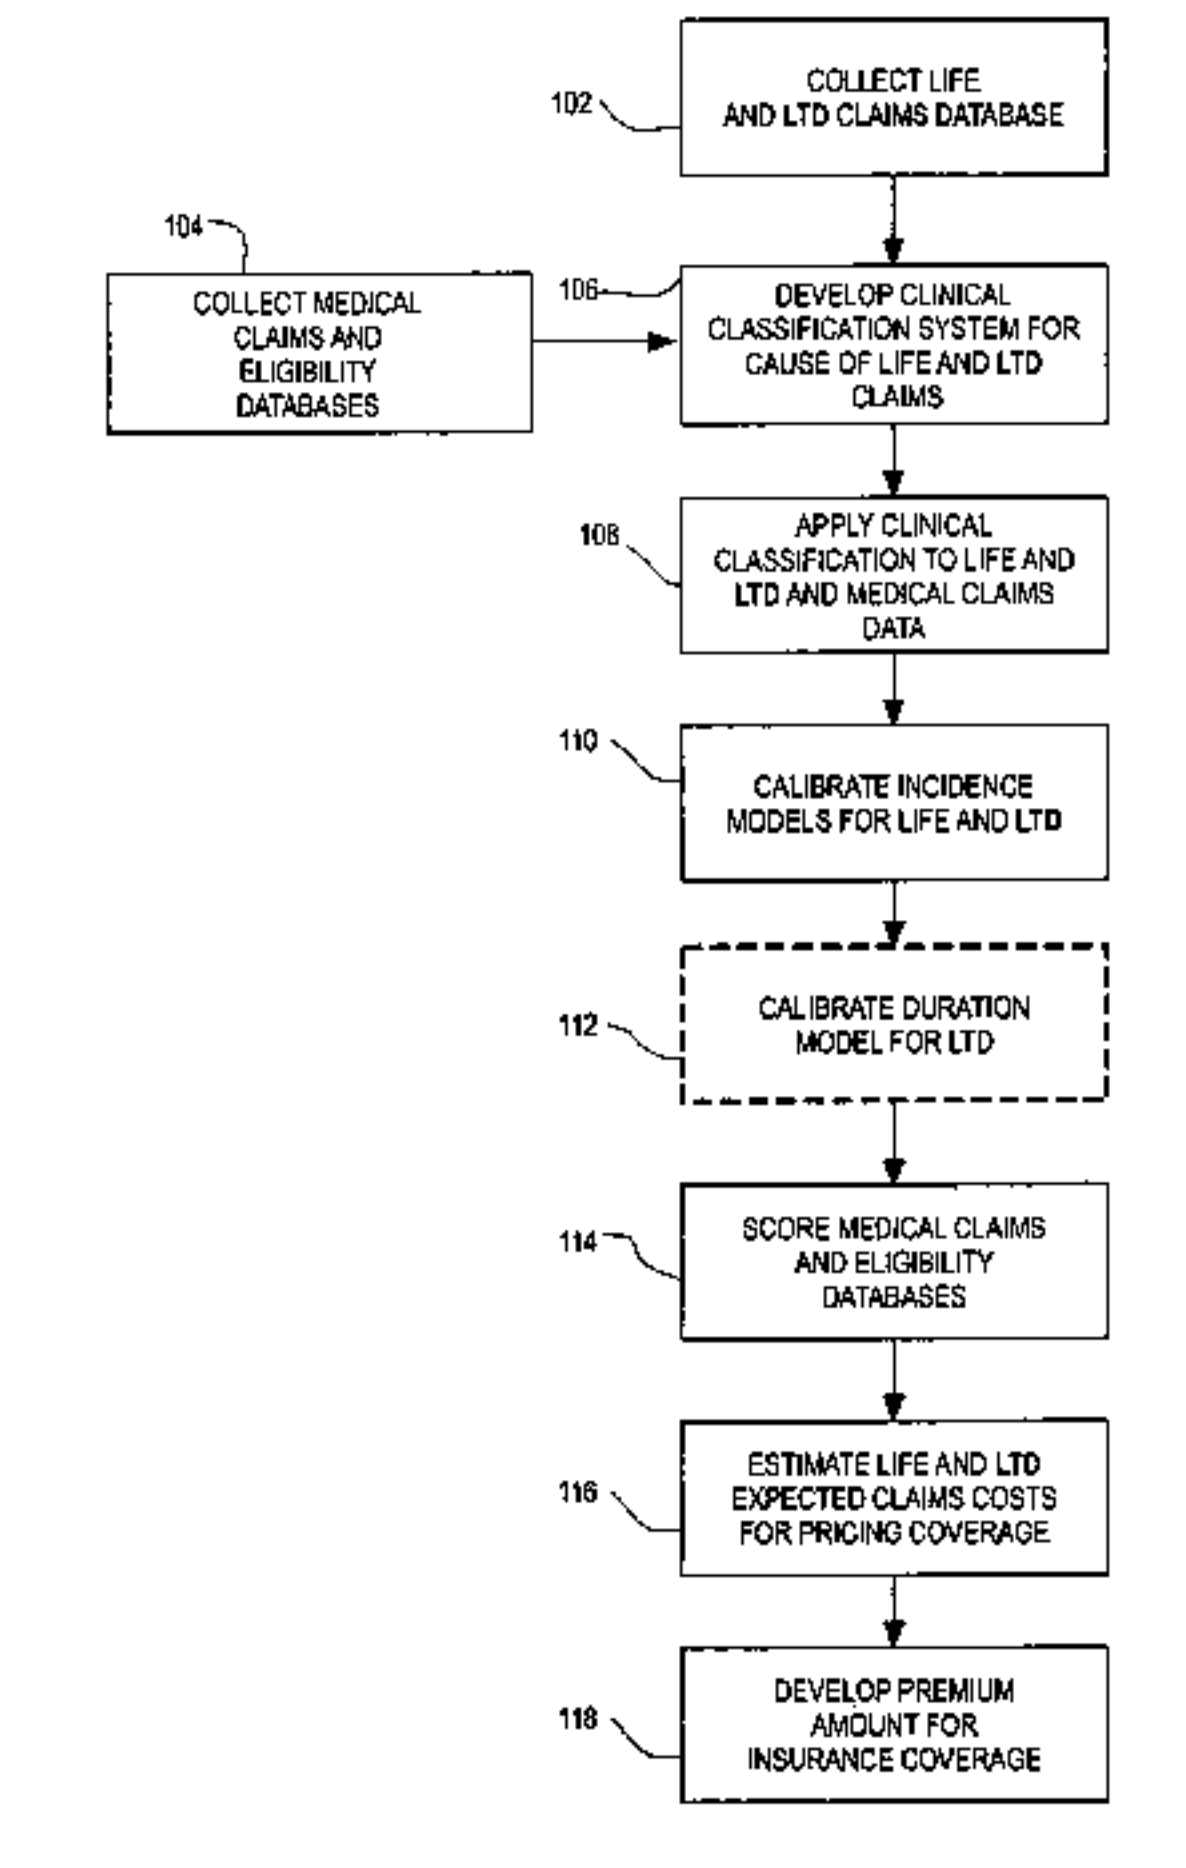 102
COLLECT LIFE
AND LTD CLAIMS DATABASE
104
COLLECT MEDICAL
CLAIMS AND
ELIGIBILITY
DATABASES
106
DEVELOP CLINICAL
CLASSIFICATION SYSTEM FOR
CAUSE OF LIFE AND LTD
CLAIMS
108
APPLY CLINICAL
CLASSIFICATION TO LIFE AND
LTD AND MEDICAL CLAIMS
DATA
110
CALIBRATE INCIDENCE
MODELS FOR LIFE AND LTD
112
CALIBRATE DURATION
MODEL FOR LTD
114
SCORE MEDICAL CLAIMS
AND ELIGIBILITY
DATABASES
116
ESTIMATE LIFE AND LTD
EXPECTED CLAIMS COSTS
FOR PRICING COVERAGE
118
DEVELOP PREMIUM
AMOUNT FOR
INSURANCE COVERAGE